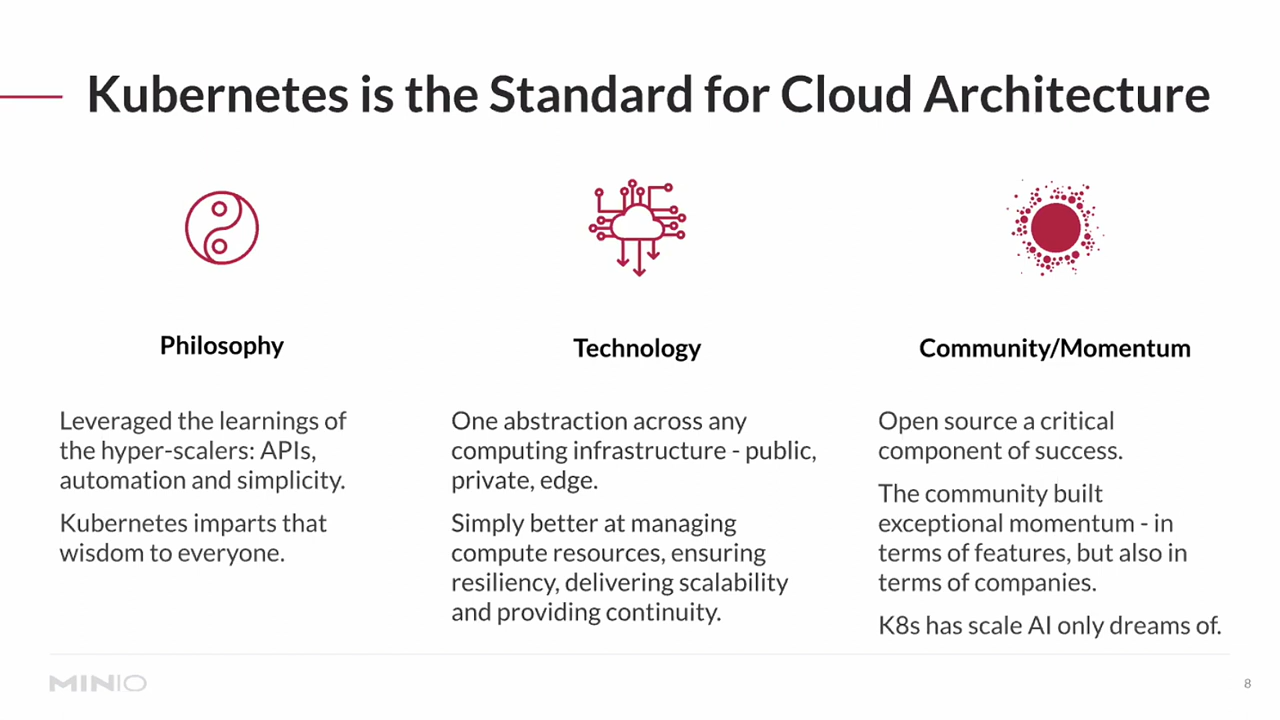 Kubernetes is the Standard for Cloud Architecture
Philosophy
Leveraged the learnings of
the hyper-scalers: APIs,
automation and simplicity.
Kubernetes imparts that
wisdom to everyone.
Technology
One abstraction across any
computing infrastructure - public,
private, edge.
Simply better at managing
compute resources, ensuring
resiliency, delivering scalability
and providing continuity.
Community/Momentum
Open source a critical
component of success.
The community built
exceptional momentum - in
terms of features, but also in
terms of companies.
K8s has scale AI only dreams of.
MINIO
8